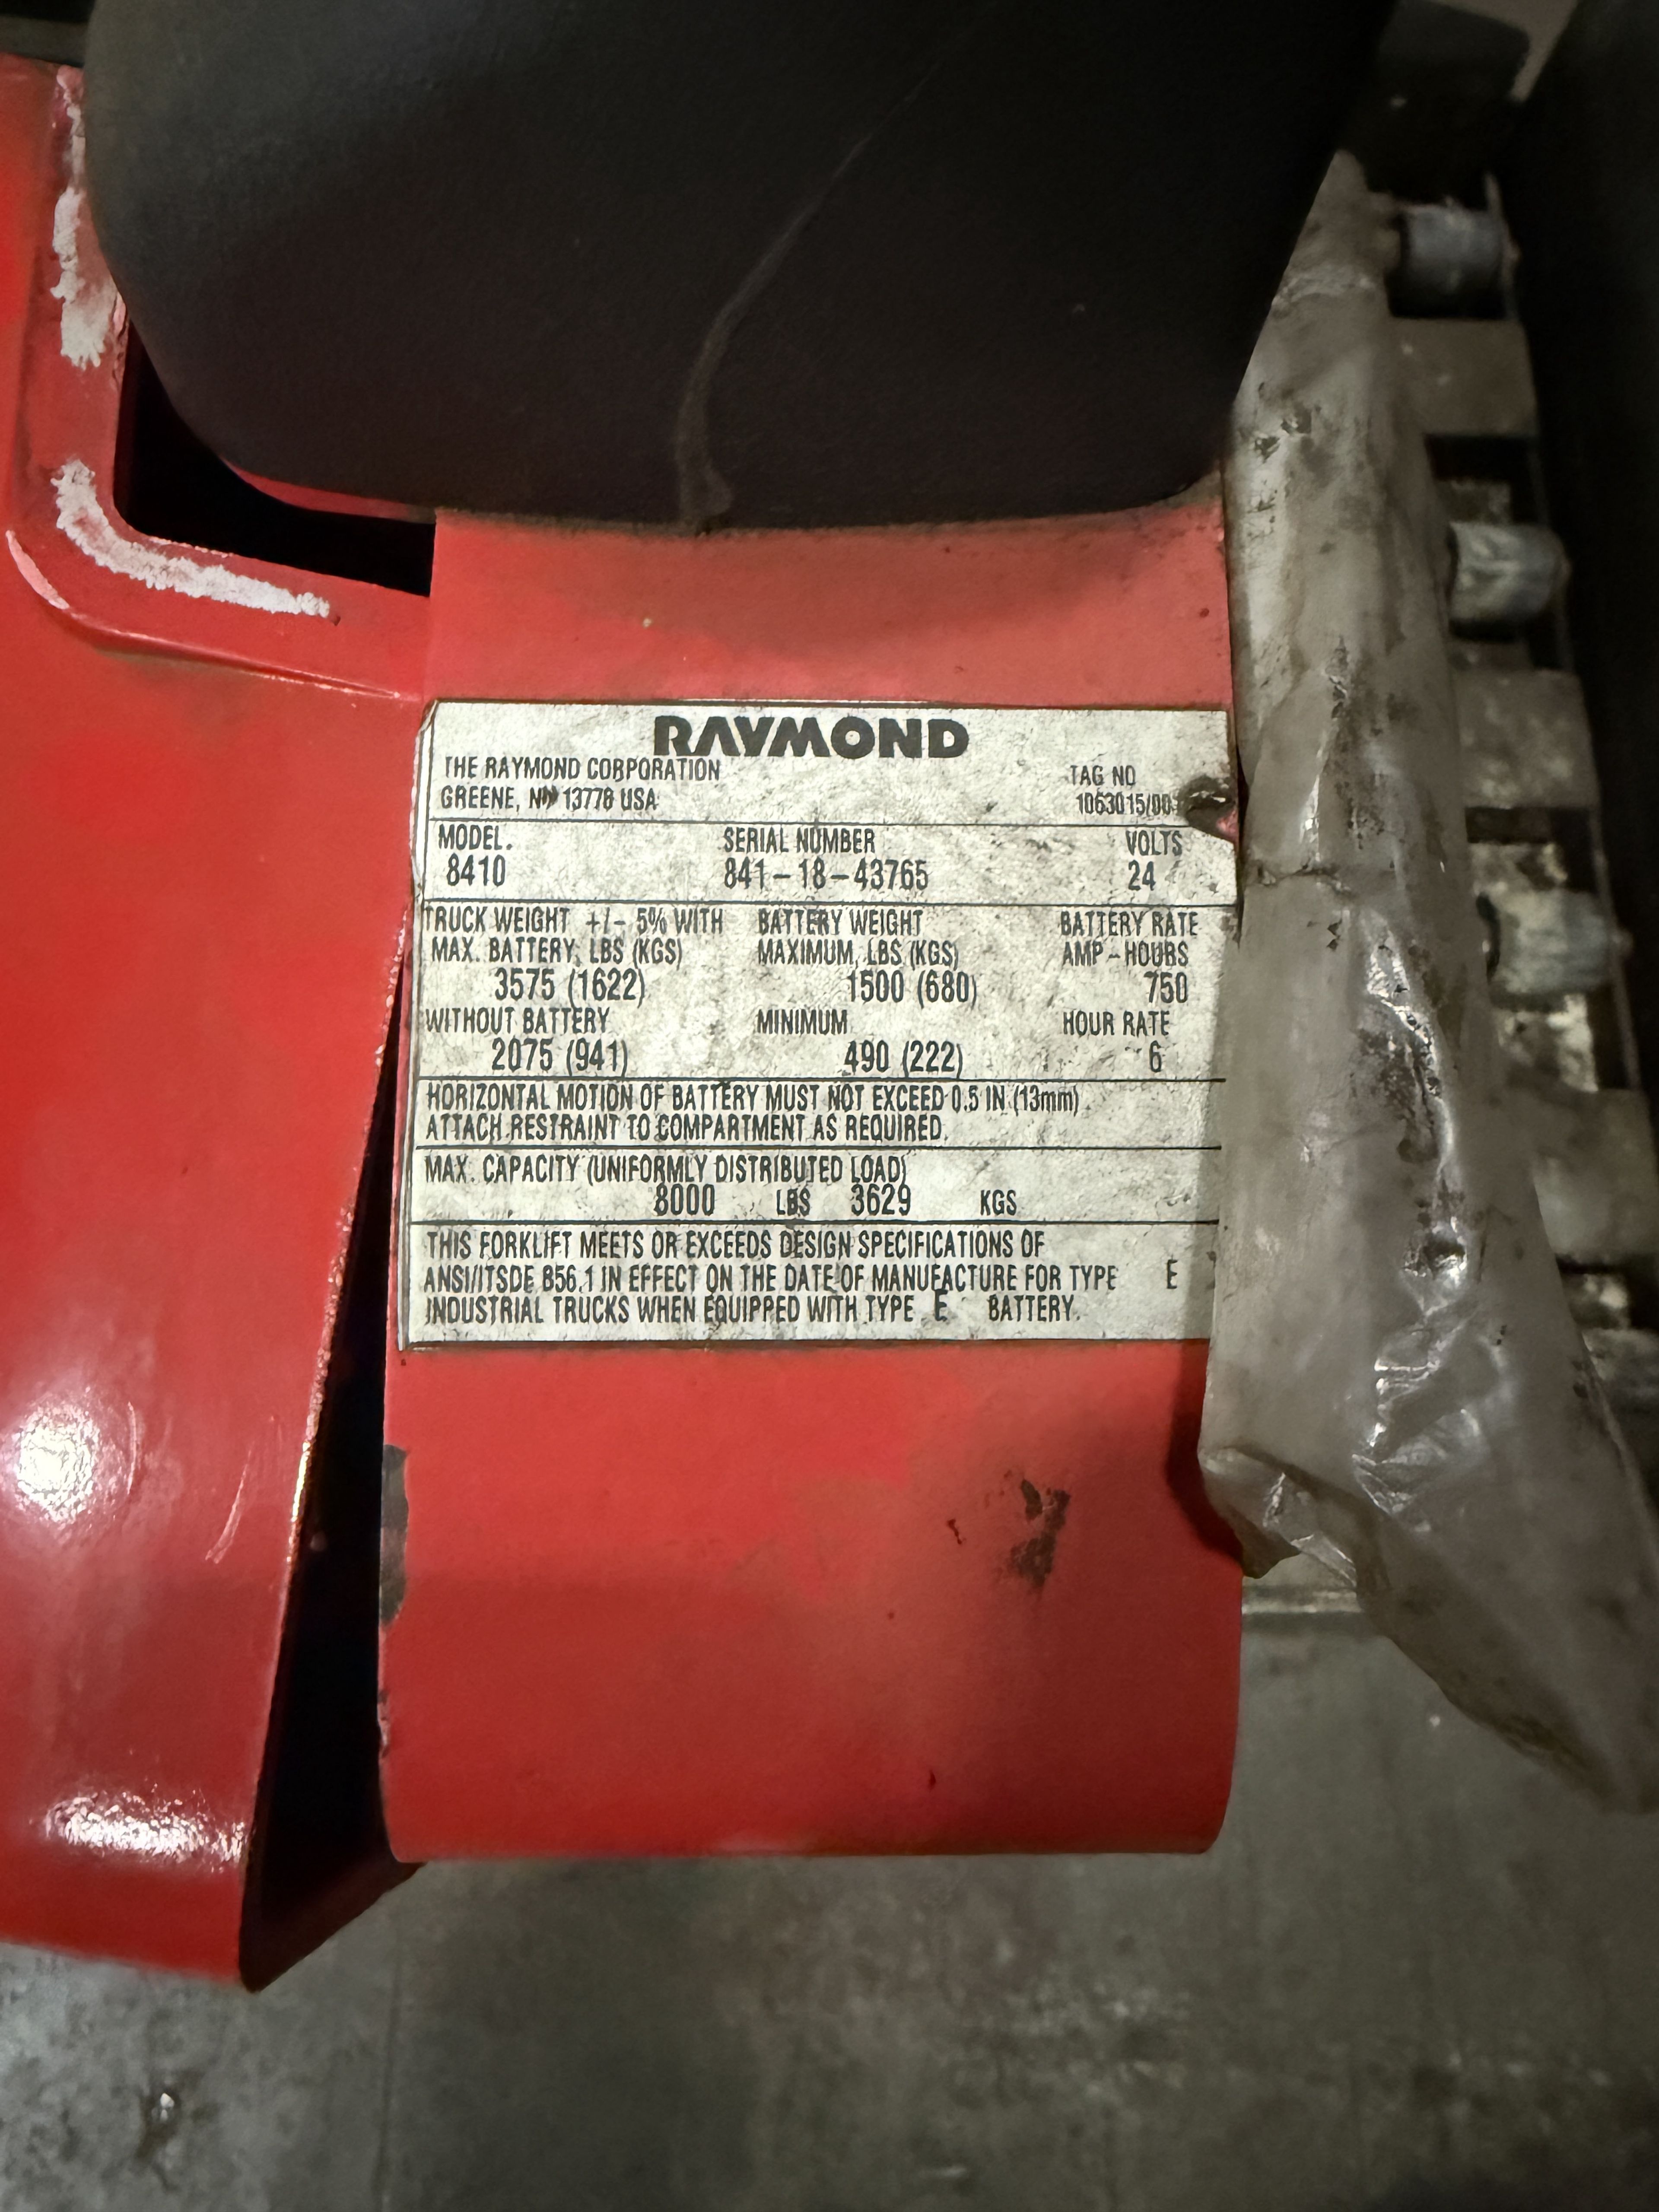 RAYMOND
THE RAYMOND CORPORATION
GREENE, 13778 USA
TAG NO
MODEL. SERIAL NUMBER VOLTS
8410 841-18-43765 24
TRUCK WEIGHT +/- 5% WITH BATTERY WEIGHT BATTERY RATE
MAX. BATTERY, LBS (KGS) MAXIMUM, LBS (KGS) AMP-HOURS
3575 (1622) 1500 (680) 750
WITHOUT BATTERY MINIMUM HOUR RATE
2075 (941) 490 (222) 6
HORIZONTAL MOTION OF BATTERY MUST NOT EXCEED 0.5 IN (13mm)
ATTACH RESTRAINT TO COMPARTMENT AS REQUIRED.
MAX. CAPACITY (UNIFORMLY DISTRIBUTED LOAD)
8000 LBS 3629 KGS
THIS FORKLIFT MEETS OR EXCEEDS DESIGN SPECIFICATIONS OF
ANSI/ITSDF B56.1 IN EFFECT ON THE DATE OF MANUFACTURE FOR TYPE E
INDUSTRIAL TRUCKS WHEN EQUIPPED WITH TYPE E BATTERY.